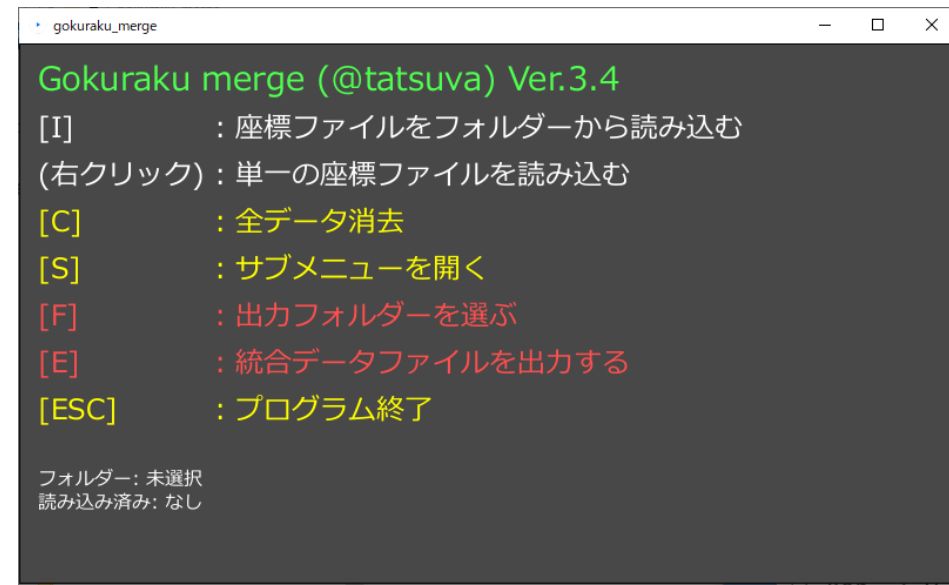 gokuraku_merge
Gokuraku merge (@tatsuva) Ver.3.4
[I] : 座標ファイルをフォルダーから読み込む
(右クリック) : 単一の座標ファイルを読み込む
[C] : 全データ消去
[S] : サブメニューを開く
[F] : 出力フォルダーを選ぶ
[E] : 統合データファイルを出力する
[ESC] : プログラム終了
フォルダー: 未選択
読み込み済み: なし